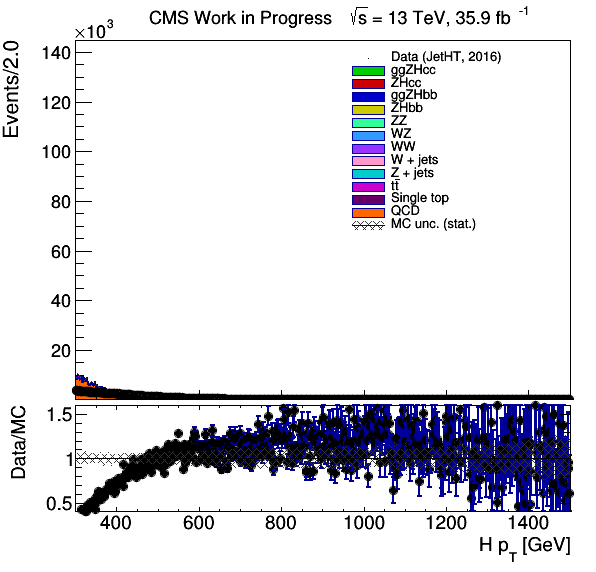 CMS Work in Progress √s = 13 TeV, 35.9 fb⁻¹
×10³
Events/2.0
140
120
100
80
60
40
20
Data (JetHT, 2016)
ggZHcc
ZHcc
ggZHbb
ZHbb
ZZ
WZ
WW
W + jets
Z + jets
tt̄
Single top
QCD
MC unc. (stat.)
Data/MC
1.5
1
0.5
400 600 800 1000 1200 1400
H p_T [GeV]